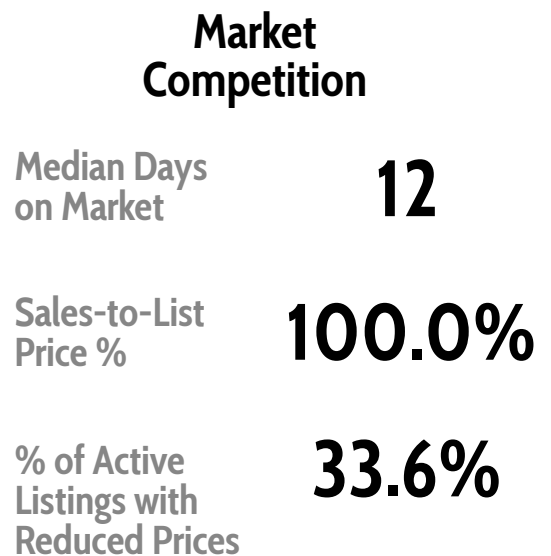 Market
Competition
Median Days
on Market
12
Sales-to-List
Price %
100.0%
% of Active
Listings with
Reduced Prices
33.6%